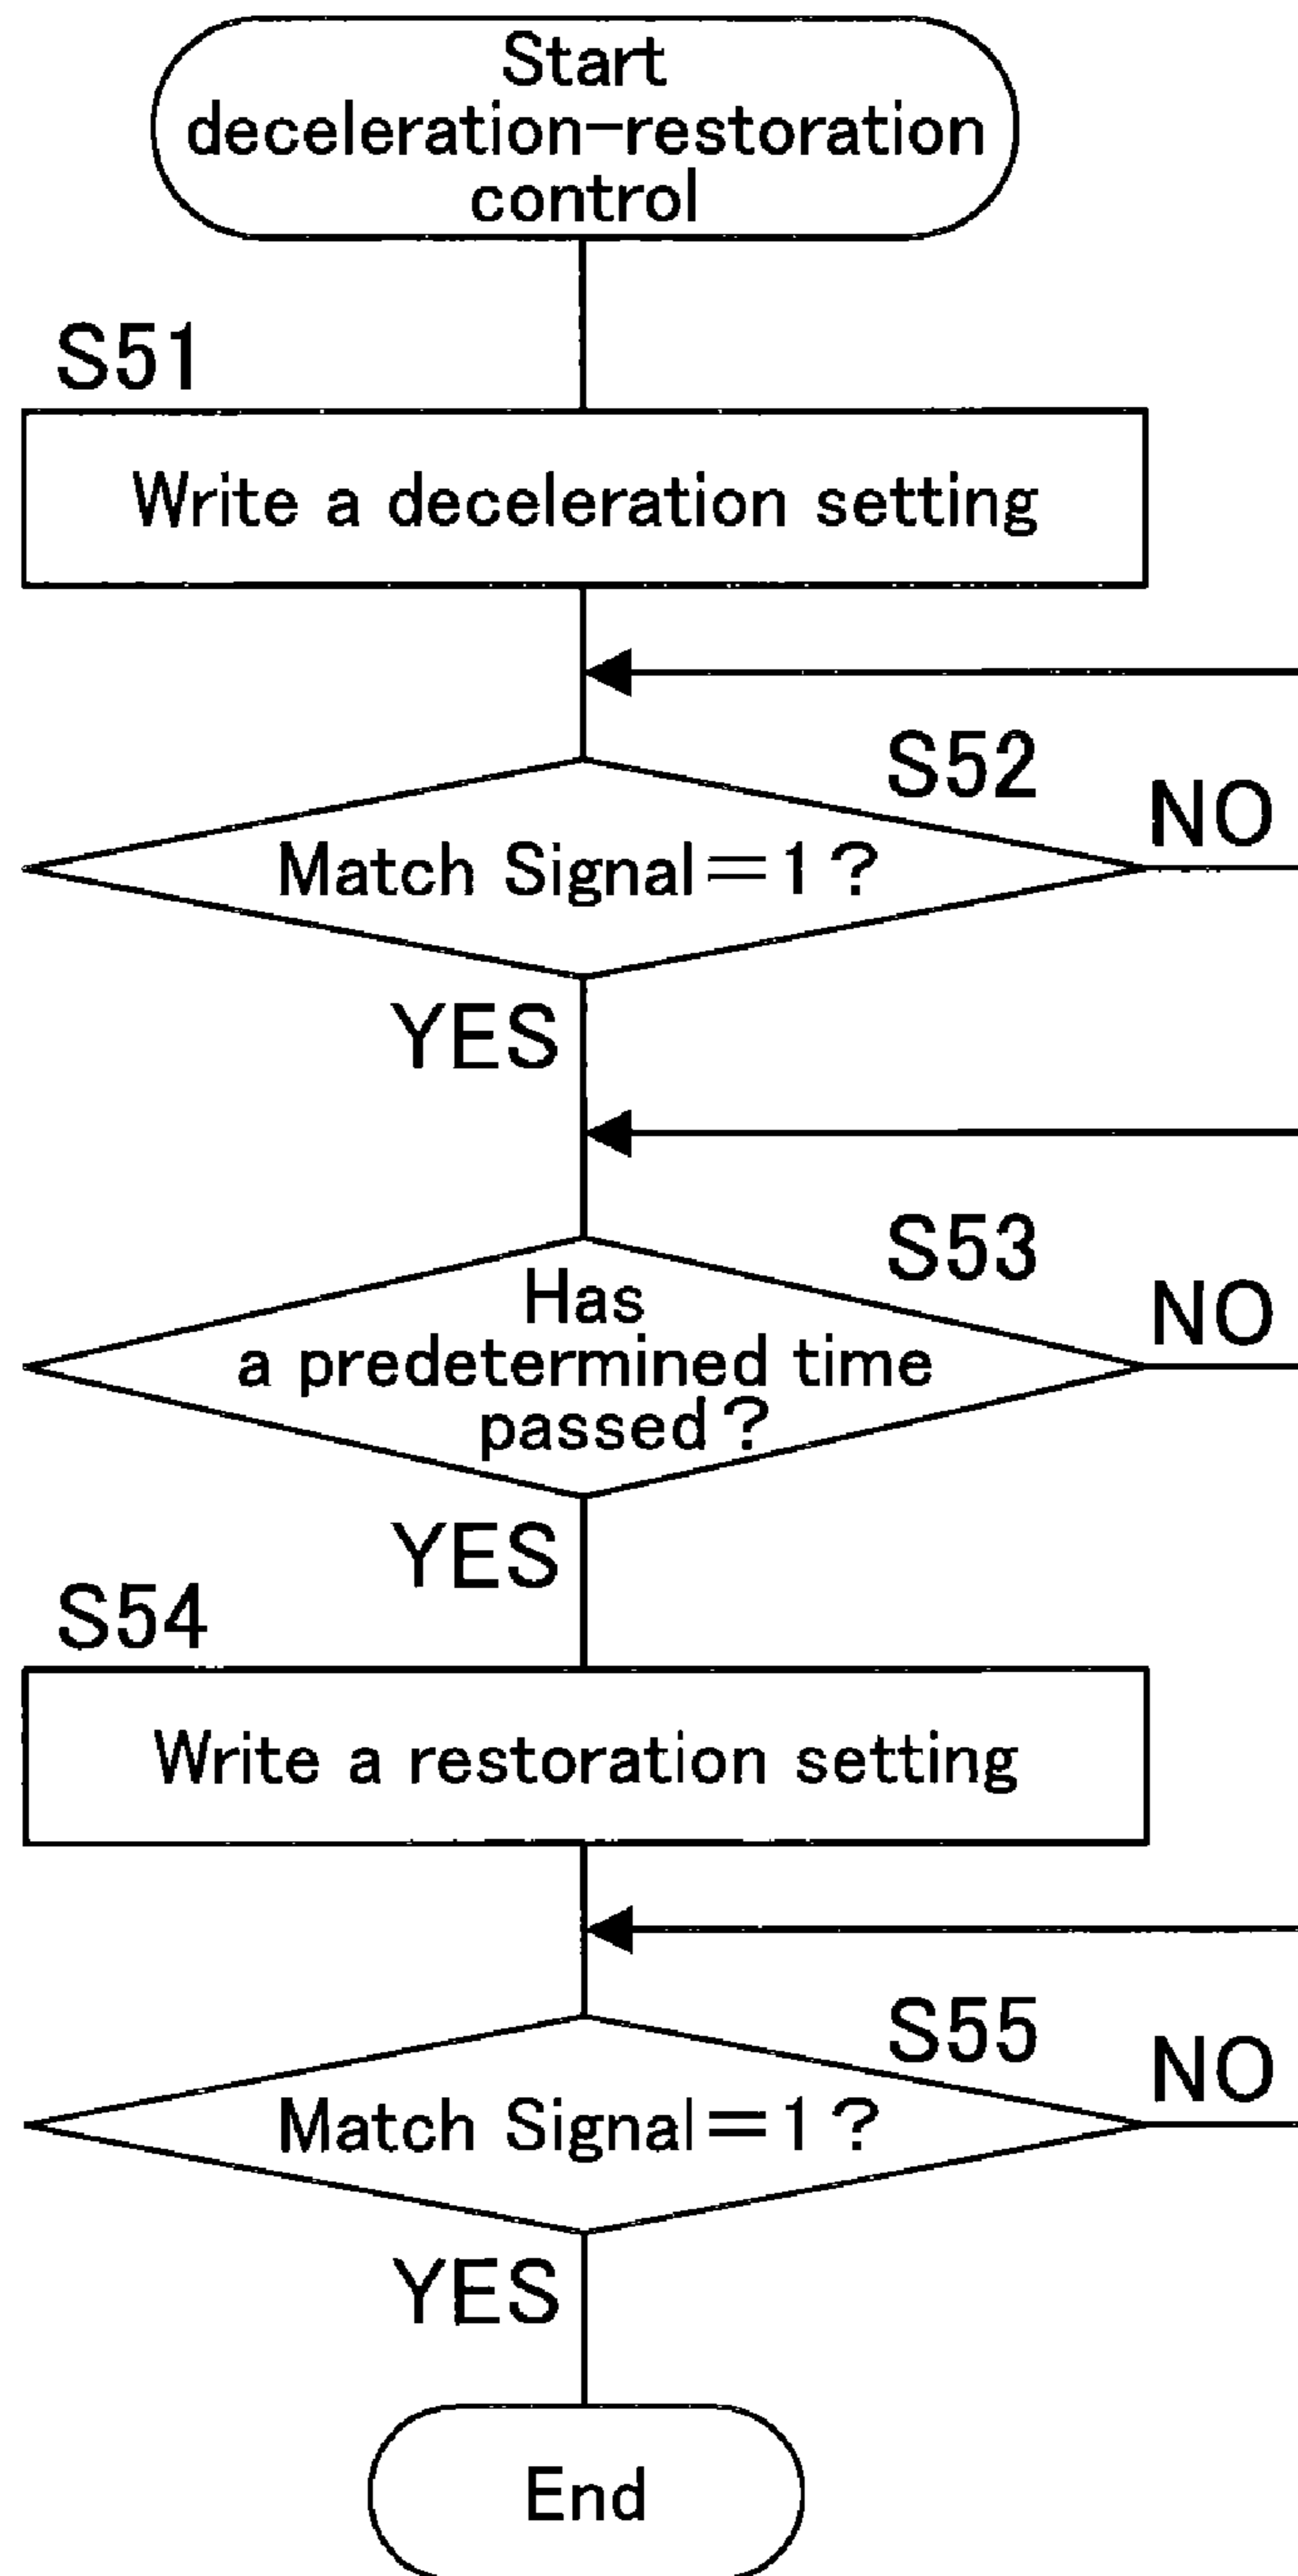 Start
deceleration-restoration
control
S51
Write a deceleration setting
S52
NO
Match Signal=1?
YES
S53
NO
Has
a predetermined time
passed?
YES
S54
Write a restoration setting
S55
NO
Match Signal=1?
YES
End